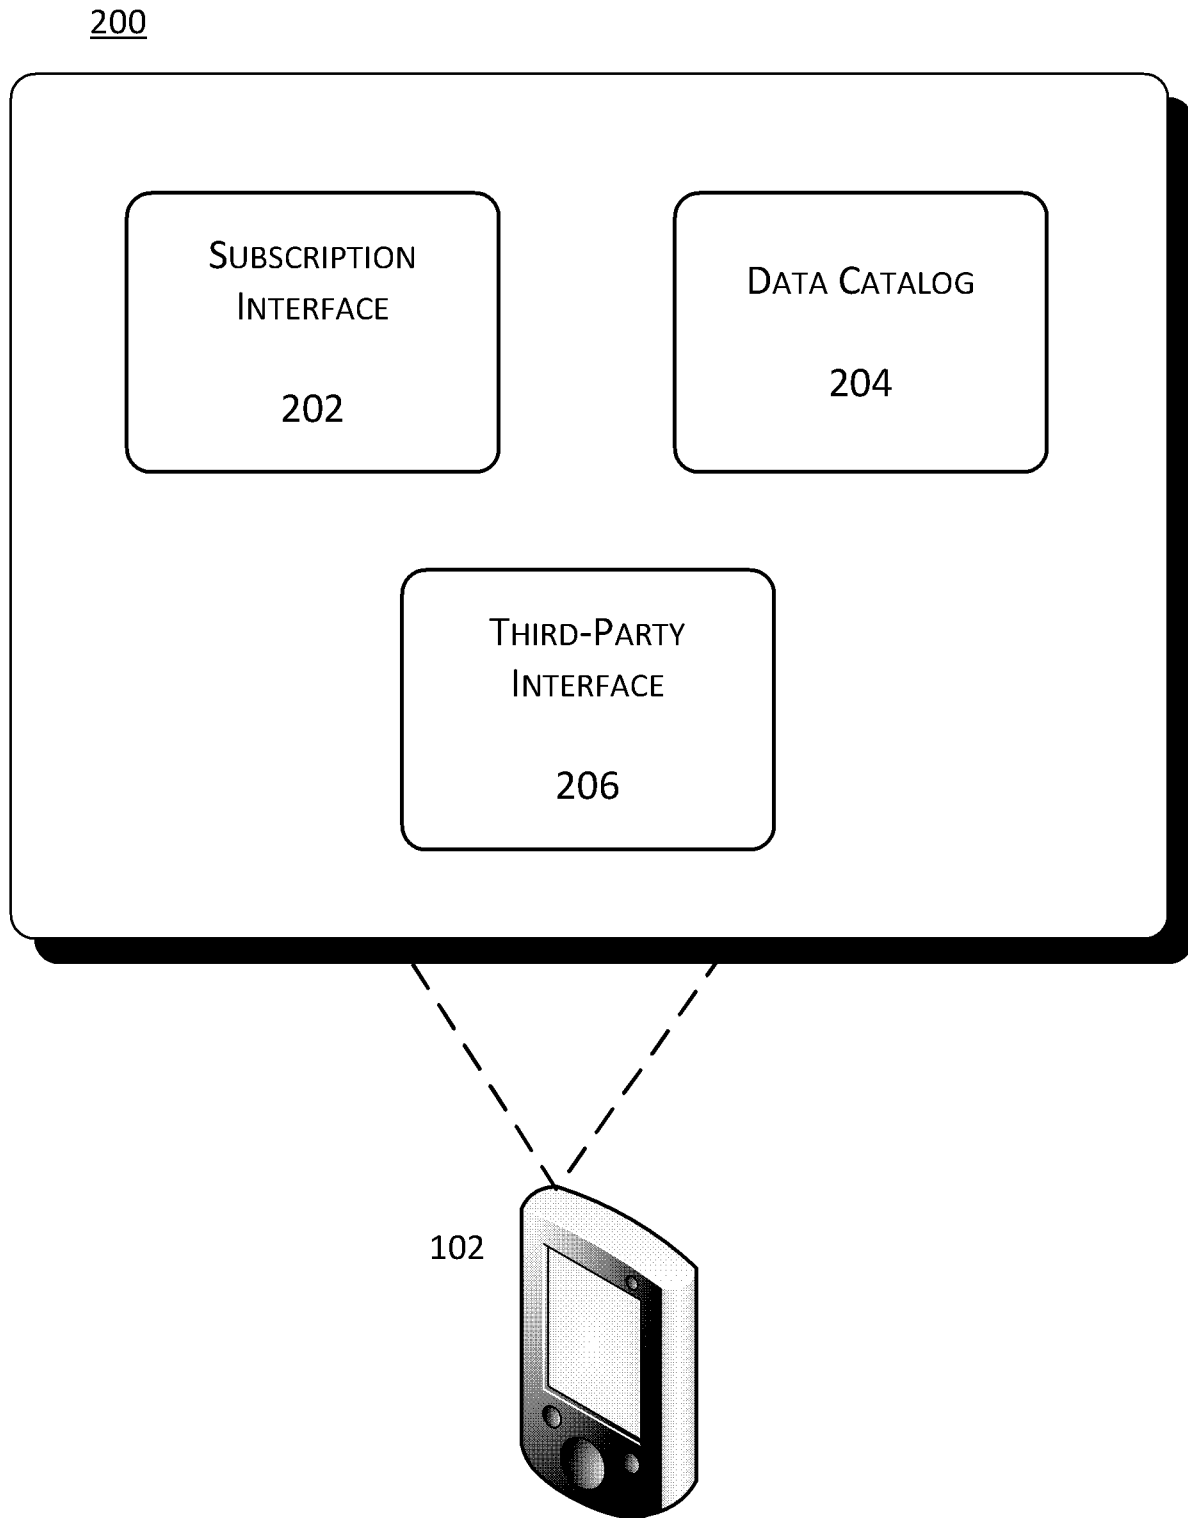 200
SUBSCRIPTION
INTERFACE
202
DATA CATALOG
204
THIRD-PARTY
INTERFACE
206
102